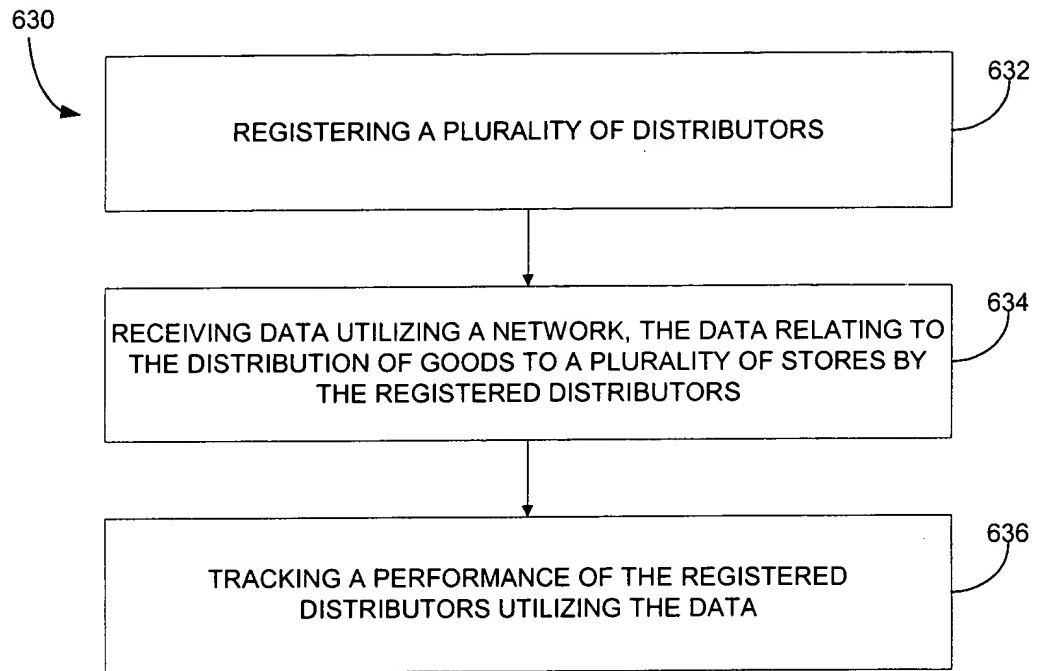 630
632
REGISTERING A PLURALITY OF DISTRIBUTORS
634
RECEIVING DATA UTILIZING A NETWORK, THE DATA RELATING TO
THE DISTRIBUTION OF GOODS TO A PLURALITY OF STORES BY
THE REGISTERED DISTRIBUTORS
636
TRACKING A PERFORMANCE OF THE REGISTERED
DISTRIBUTORS UTILIZING THE DATA